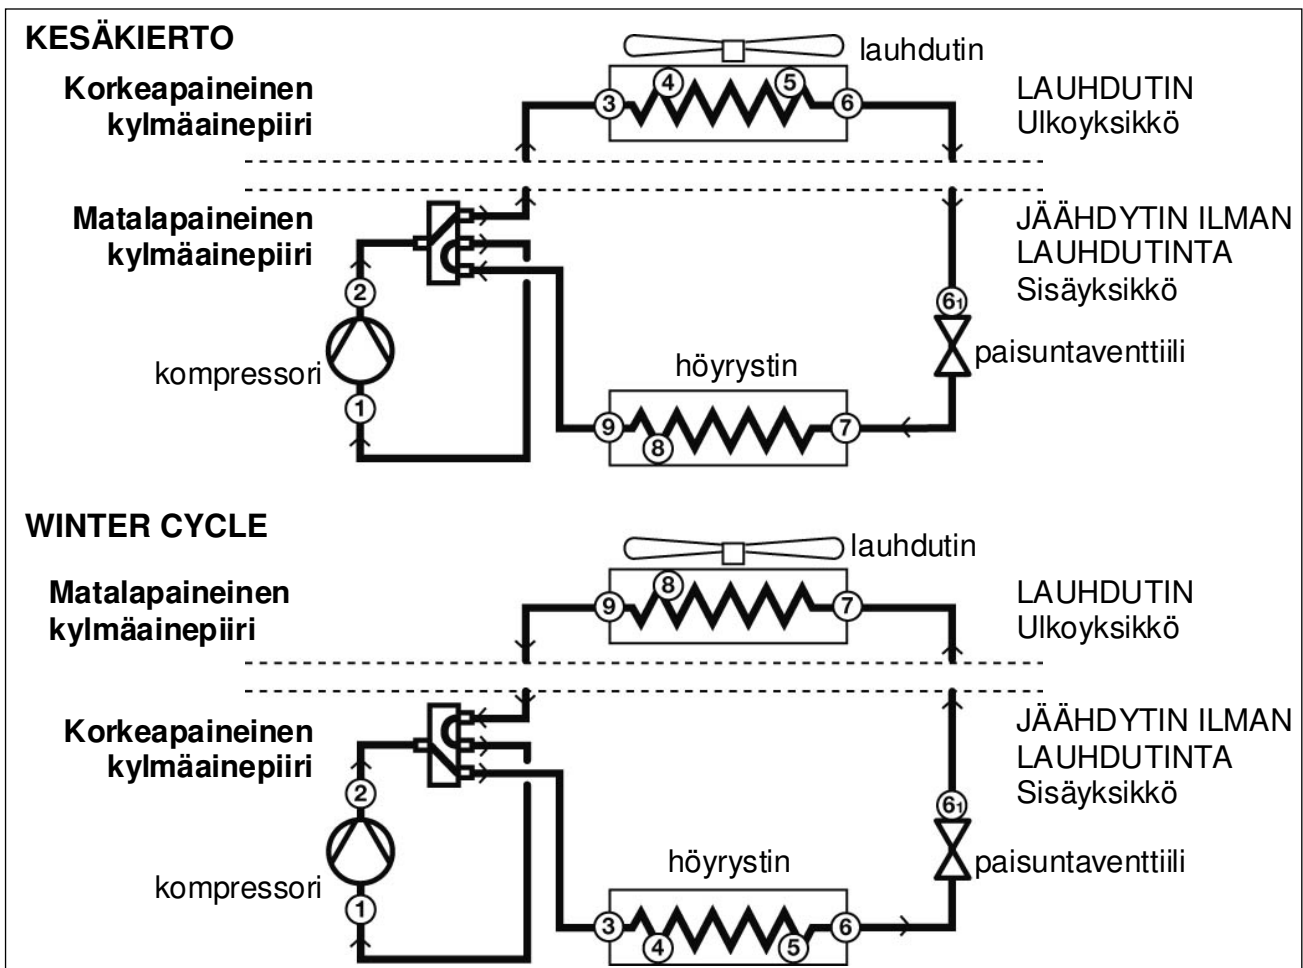 KESÄKIERTO
lauhdutin
Korkeapaineinen
kylmäainepiiri
3
4
5
6
LAUHDUTIN
Ulkoyksikkö
Matalapaineinen
kylmäainepiiri
JÄÄHDYTIN ILMAN
LAUHDUTINTA
Sisäyksikkö
2
61
kompressori
paisuntaventtiili
höyrystin
1
9
8
7
WINTER CYCLE
lauhdutin
Matalapaineinen
kylmäainepiiri
9
8
7
LAUHDUTIN
Ulkoyksikkö
Korkeapaineinen
kylmäainepiiri
JÄÄHDYTIN ILMAN
LAUHDUTINTA
Sisäyksikkö
2
61
kompressori
höyrystin
paisuntaventtiili
1
3
4
5
6